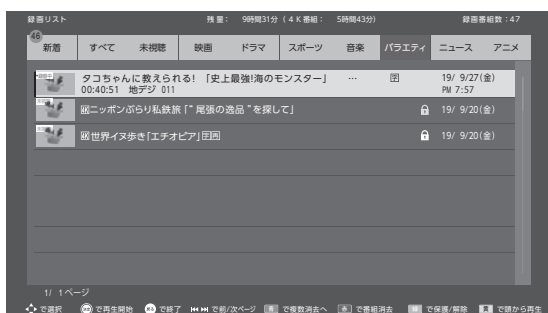 録画リスト 残量: 9時間31分 (4K番組: 5時間43分) 録画番組数:47
46
新着 すべて 未視聴 映画 ドラマ スポーツ 音楽 バラエティ ニュース アニメ
タコちゃんに教えられる! 「史上最強!海のモンスター」 … 字 19/ 9/27(金)
00:40:51 地デジ 011 PM 7:57
4Kニッポンぶらり私鉄旅「"尾張の逸品"を探して」 19/ 9/20(金)
4K世界イヌ歩き「エチオピア」字再 19/ 9/20(金)
1/ 1ページ
で選択 で再生開始 で終了 で前/次ページ 青 で複数消去へ 赤 で番組消去 で保護/解除 で頭から再生